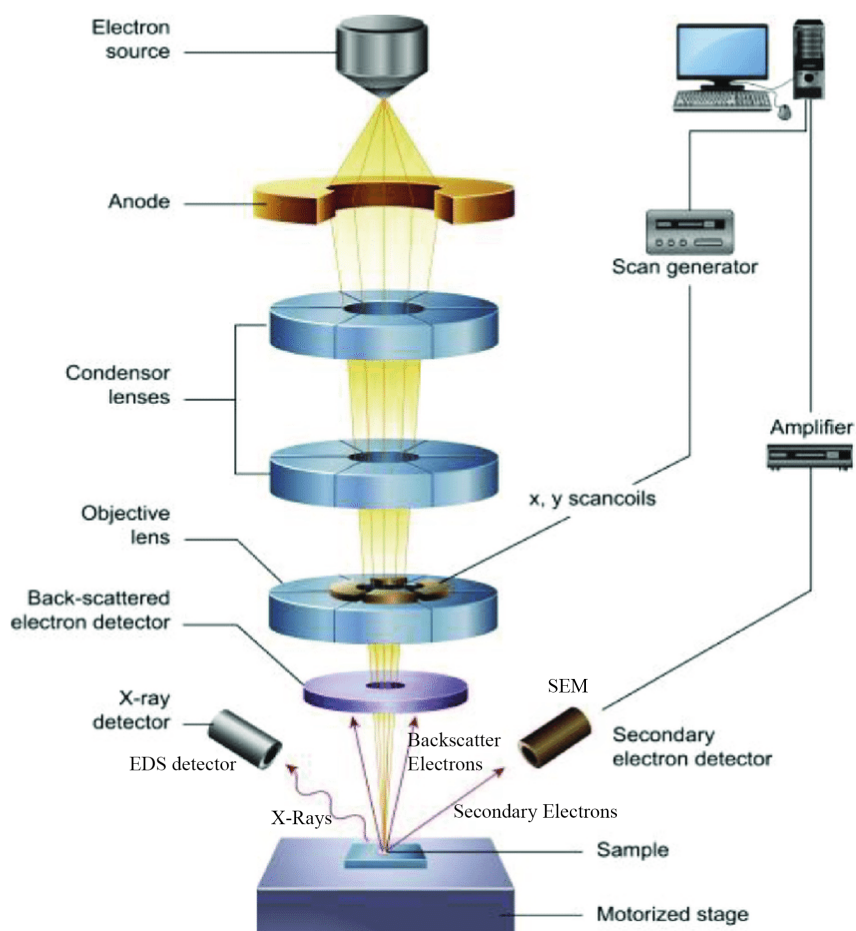 Electron
source
Anode
Scan generator
Condensor
lenses
Amplifier
x, y scancoils
Objective
lens
Back-scattered
electron detector
SEM
X-ray
detector
Secondary
electron detector
Backscatter
Electrons
EDS detector
X-Rays
Secondary Electrons
Sample
Motorized stage